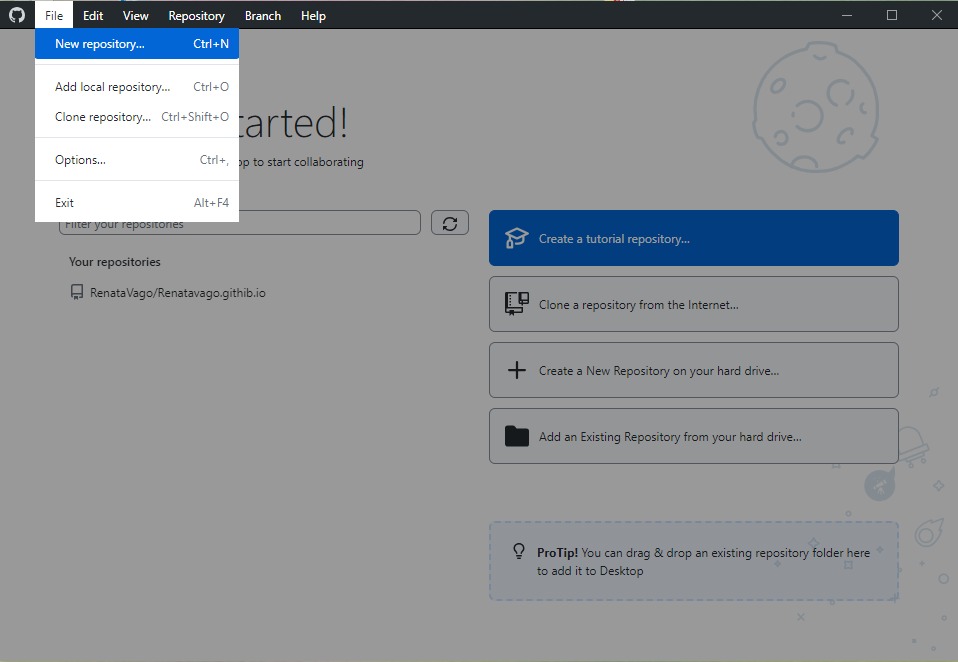 File Edit View Repository Branch Help
New repository... Ctrl+N
Add local repository... Ctrl+O
Clone repository... Ctrl+Shift+O
Options... Ctrl+,
Exit Alt+F4
tarted!
pp to start collaborating
Filter your repositories
Your repositories
RenataVago/Renatavago.githib.io
Create a tutorial repository...
Clone a repository from the Internet...
Create a New Repository on your hard drive...
Add an Existing Repository from your hard drive...
ProTip! You can drag & drop an existing repository folder here
to add it to Desktop